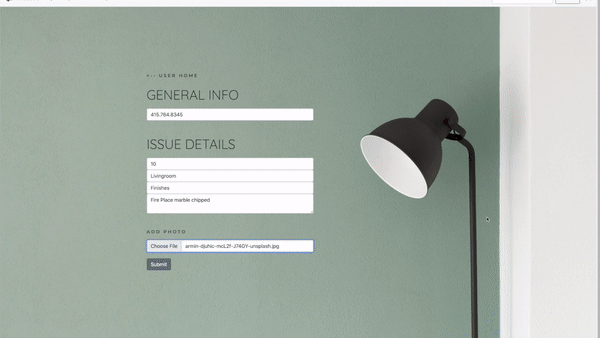 <-- USER HOME
GENERAL INFO
415.764.8345
ISSUE DETAILS
10
Livingroom
Finishes
Fire Place marble chipped
ADD PHOTO
Choose File armin-djuhic-mcL2f-J74GY-unsplash.jpg
Submit